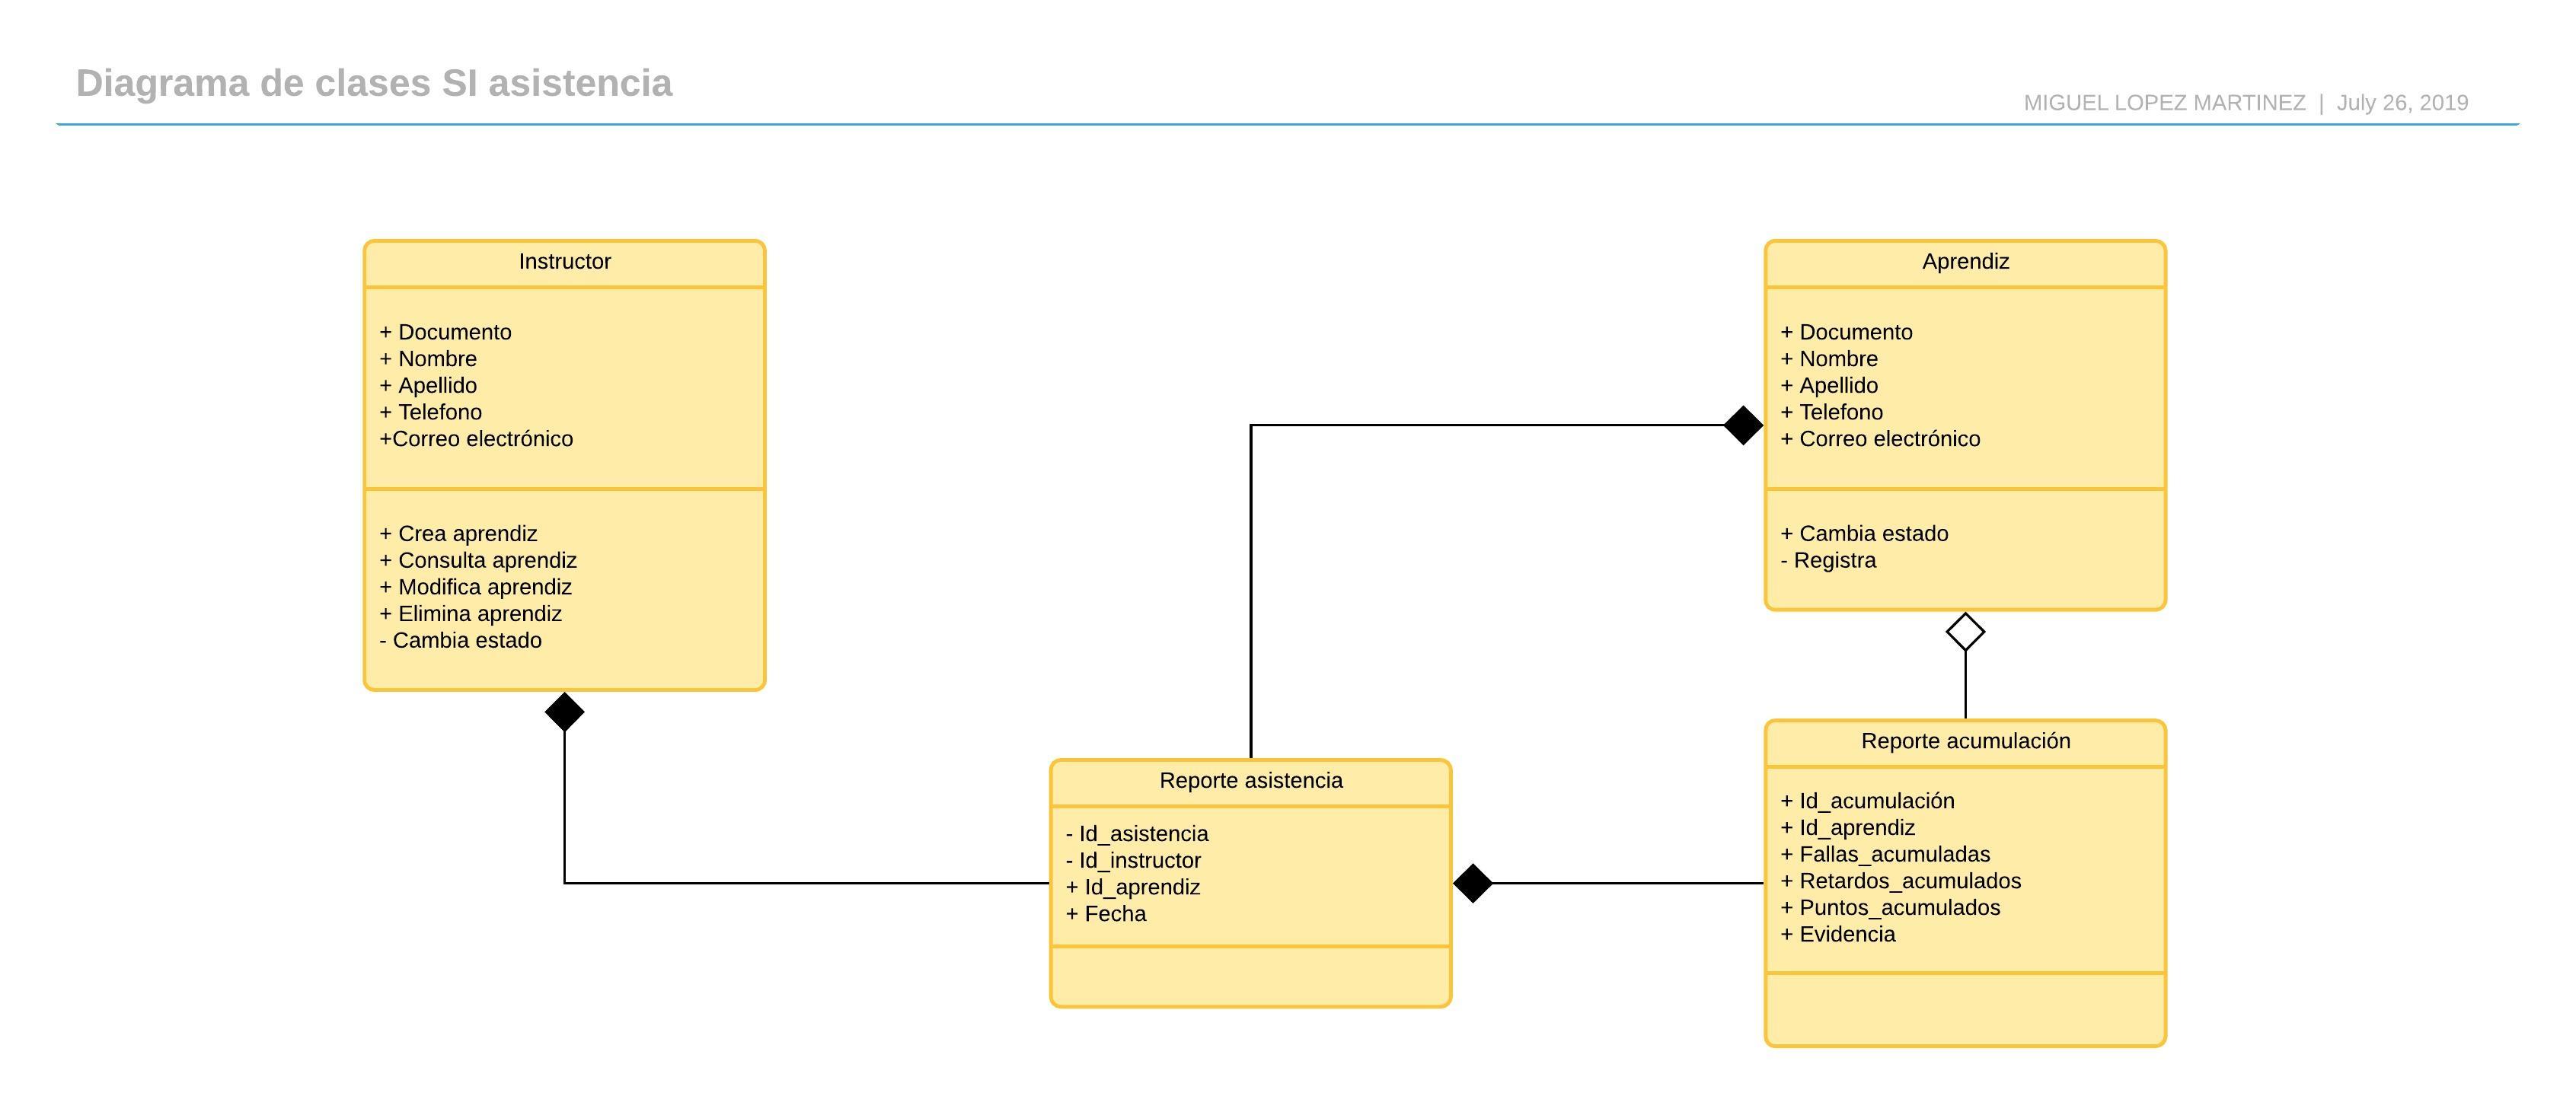 Diagrama de clases SI asistencia
MIGUEL LOPEZ MARTINEZ | July 26, 2019
Instructor
+ Documento
+ Nombre
+ Apellido
+ Telefono
+Correo electrónico
+ Crea aprendiz
+ Consulta aprendiz
+ Modifica aprendiz
+ Elimina aprendiz
- Cambia estado
Aprendiz
+ Documento
+ Nombre
+ Apellido
+ Telefono
+ Correo electrónico
+ Cambia estado
- Registra
Reporte asistencia
- Id_asistencia
- Id_instructor
+ Id_aprendiz
+ Fecha
Reporte acumulación
+ Id_acumulación
+ Id_aprendiz
+ Fallas_acumuladas
+ Retardos_acumulados
+ Puntos_acumulados
+ Evidencia